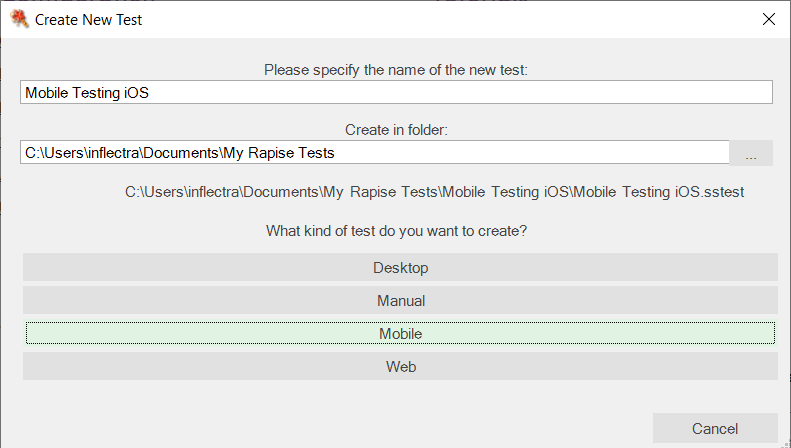 Create New Test
Please specify the name of the new test:
Mobile Testing iOS
Create in folder:
C:\Users\inflectra\Documents\My Rapise Tests
...
C:\Users\inflectra\Documents\My Rapise Tests\Mobile Testing iOS\Mobile Testing iOS.sstest
What kind of test do you want to create?
Desktop
Manual
Mobile
Web
Cancel